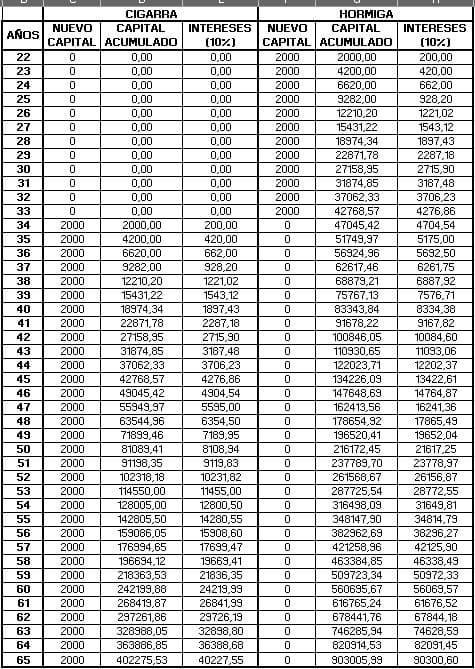 CIGARRA HORMIGA
AÑOS NUEVO CAPITAL CAPITAL ACUMULADO INTERESES (10%) NUEVO CAPITAL CAPITAL ACUMULADO INTERESES (10%)
22 0 0,00 0,00 2000 2000,00 200,00
23 0 0,00 0,00 2000 4200,00 420,00
24 0 0,00 0,00 2000 6620,00 662,00
25 0 0,00 0,00 2000 9282,00 928,20
26 0 0,00 0,00 2000 12210,20 1221,02
27 0 0,00 0,00 2000 15431,22 1543,12
28 0 0,00 0,00 2000 18974,34 1897,43
29 0 0,00 0,00 2000 22871,78 2287,18
30 0 0,00 0,00 2000 27158,95 2715,90
31 0 0,00 0,00 2000 31874,85 3187,48
32 0 0,00 0,00 2000 37062,33 3706,23
33 0 0,00 0,00 2000 42768,57 4276,86
34 2000 2000,00 200,00 0 47045,42 4704,54
35 2000 4200,00 420,00 0 51749,97 5175,00
36 2000 6620,00 662,00 0 56924,96 5692,50
37 2000 9282,00 928,20 0 62617,46 6261,75
38 2000 12210,20 1221,02 0 68879,21 6887,92
39 2000 15431,22 1543,12 0 75767,13 7576,71
40 2000 18974,34 1897,43 0 83343,84 8334,38
41 2000 22871,78 2287,18 0 91678,22 9167,82
42 2000 27158,95 2715,90 0 100846,05 10084,60
43 2000 31874,85 3187,48 0 110930,65 11093,06
44 2000 37062,33 3706,23 0 122023,71 12202,37
45 2000 42768,57 4276,86 0 134226,09 13422,61
46 2000 49045,42 4904,54 0 147648,69 14764,87
47 2000 55949,97 5595,00 0 162413,56 16241,36
48 2000 63544,96 6354,50 0 178654,92 17865,49
49 2000 71899,46 7189,95 0 196520,41 19652,04
50 2000 81089,41 8108,94 0 216172,45 21617,25
51 2000 91198,35 9119,83 0 237789,70 23778,97
52 2000 102318,18 10231,82 0 261568,67 26156,87
53 2000 114550,00 11455,00 0 287725,54 28772,55
54 2000 128005,00 12800,50 0 316498,09 31649,81
55 2000 142805,50 14280,55 0 348147,90 34814,79
56 2000 159086,05 15908,60 0 382962,69 38296,27
57 2000 176994,65 17699,47 0 421258,96 42125,90
58 2000 196694,12 19669,41 0 463384,85 46338,49
59 2000 218363,53 21836,35 0 509723,34 50972,33
60 2000 242199,88 24219,99 0 560695,67 56069,57
61 2000 268419,87 26841,99 0 616765,24 61676,52
62 2000 297261,86 29726,19 0 678441,76 67844,18
63 2000 328988,05 32898,80 0 746285,94 74628,59
64 2000 363886,85 36388,68 0 820914,53 82091,45
65 2000 402275,53 40227,55 0 903005,99 90300,60